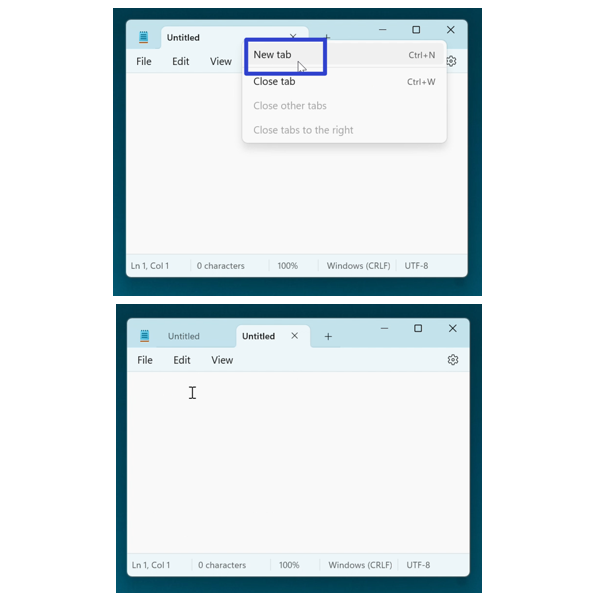 Untitled
File Edit View
New tab Ctrl+N
Close tab Ctrl+W
Close other tabs
Close tabs to the right
Ln 1, Col 1 0 characters 100% Windows (CRLF) UTF-8
Untitled Untitled
File Edit View
Ln 1, Col 1 0 characters 100% Windows (CRLF) UTF-8